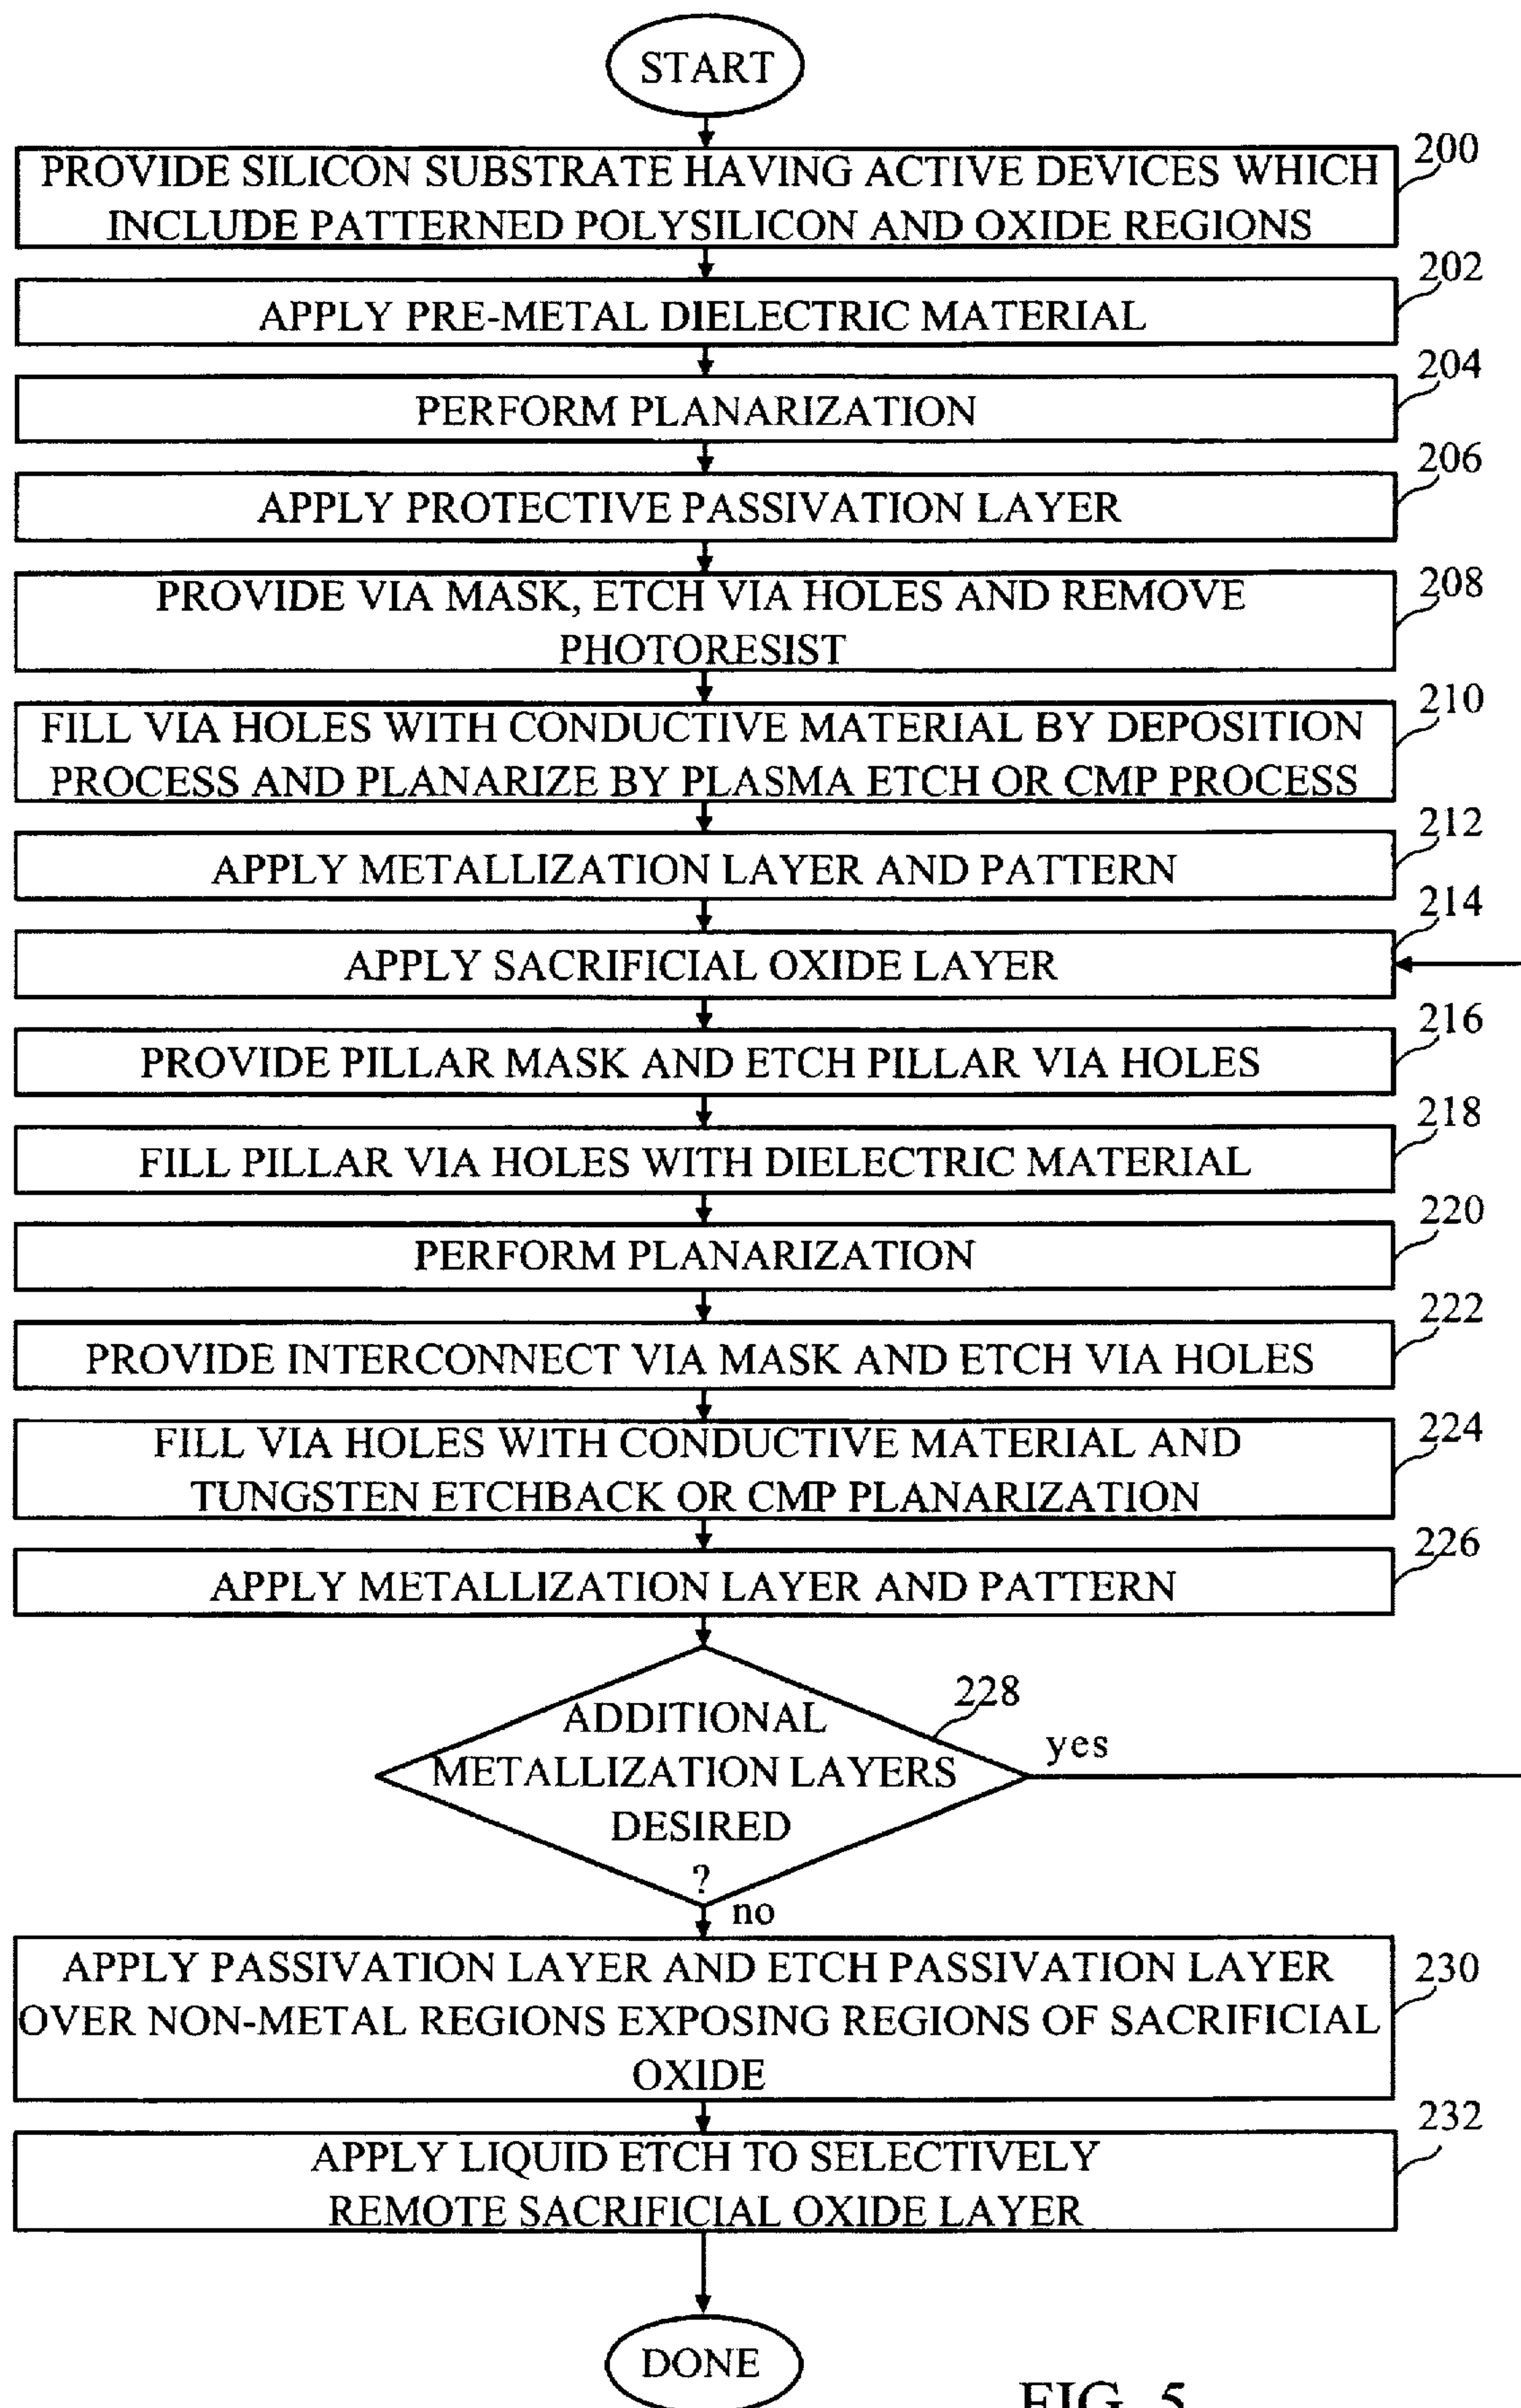 START
200
PROVIDE SILICON SUBSTRATE HAVING ACTIVE DEVICES WHICH
INCLUDE PATTERNED POLYSILICON AND OXIDE REGIONS
202
APPLY PRE-METAL DIELECTRIC MATERIAL
204
PERFORM PLANARIZATION
206
APPLY PROTECTIVE PASSIVATION LAYER
208
PROVIDE VIA MASK, ETCH VIA HOLES AND REMOVE
PHOTORESIST
210
FILL VIA HOLES WITH CONDUCTIVE MATERIAL BY DEPOSITION
PROCESS AND PLANARIZE BY PLASMA ETCH OR CMP PROCESS
212
APPLY METALLIZATION LAYER AND PATTERN
214
APPLY SACRIFICIAL OXIDE LAYER
216
PROVIDE PILLAR MASK AND ETCH PILLAR VIA HOLES
218
FILL PILLAR VIA HOLES WITH DIELECTRIC MATERIAL
220
PERFORM PLANARIZATION
222
PROVIDE INTERCONNECT VIA MASK AND ETCH VIA HOLES
224
FILL VIA HOLES WITH CONDUCTIVE MATERIAL AND
TUNGSTEN ETCHBACK OR CMP PLANARIZATION
226
APPLY METALLIZATION LAYER AND PATTERN
228
ADDITIONAL
METALLIZATION LAYERS
DESIRED
?
yes
no
230
APPLY PASSIVATION LAYER AND ETCH PASSIVATION LAYER
OVER NON-METAL REGIONS EXPOSING REGIONS OF SACRIFICIAL
OXIDE
232
APPLY LIQUID ETCH TO SELECTIVELY
REMOTE SACRIFICIAL OXIDE LAYER
DONE
FIG. 5